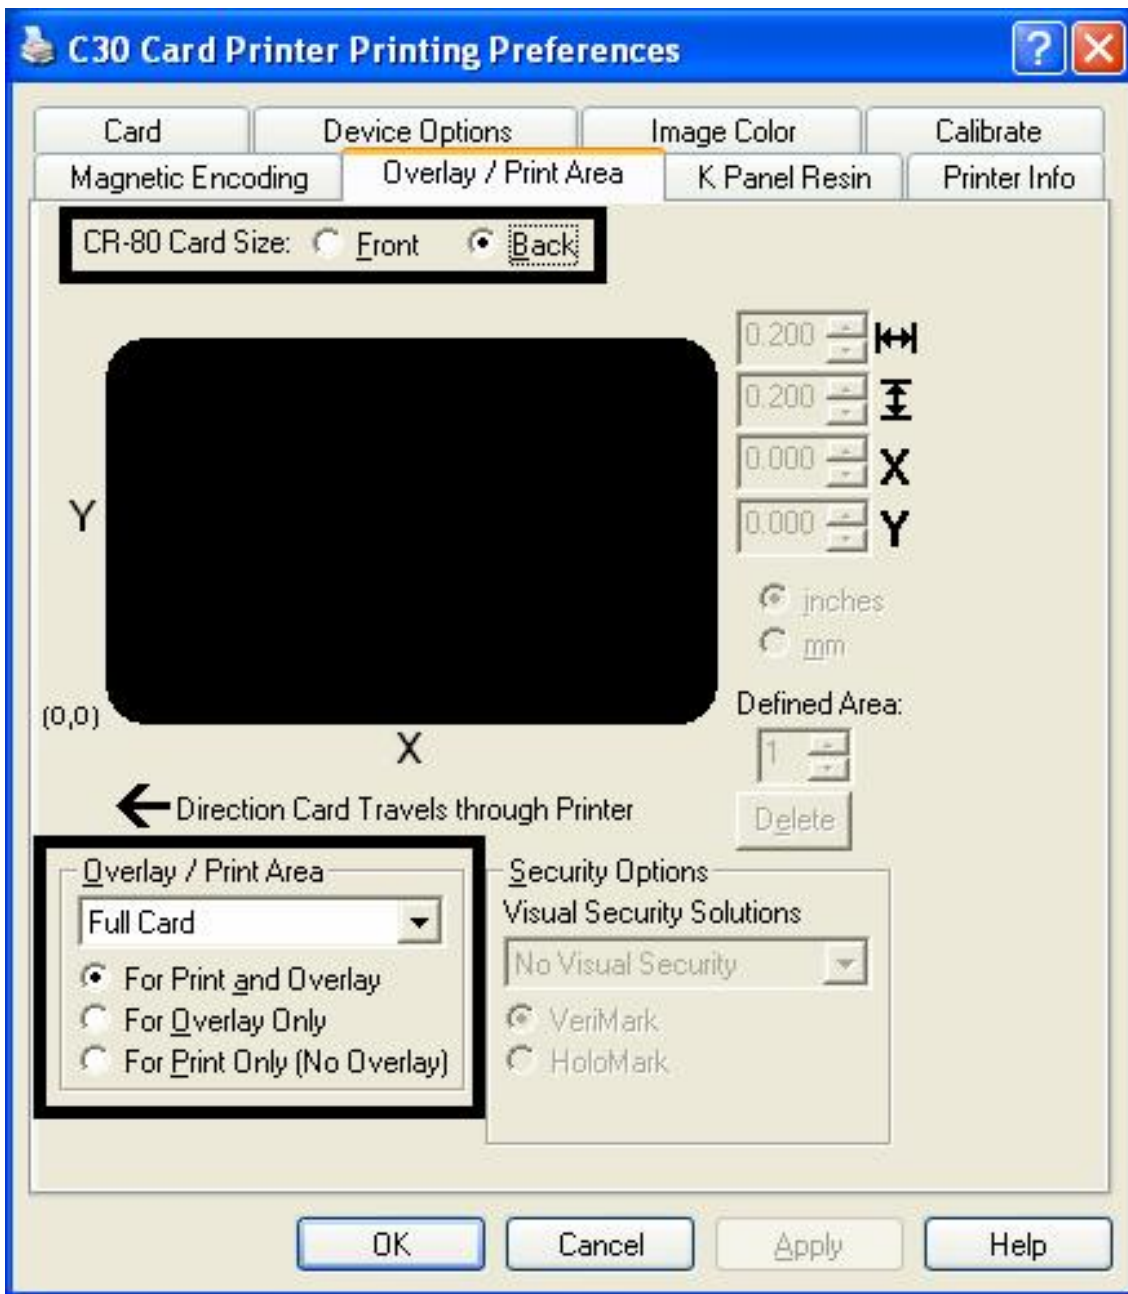 C30 Card Printer Printing Preferences
Card
Device Options
Image Color
Calibrate
Magnetic Encoding
Overlay / Print Area
K Panel Resin
Printer Info
CR-80 Card Size:
Front
Back
0.200
0.200
0.000
X
0.000
Y
Y
inches
mm
(0,0)
X
Defined Area:
1
Direction Card Travels through Printer
Delete
Overlay / Print Area
Full Card
For Print and Overlay
For Overlay Only
For Print Only (No Overlay)
Security Options
Visual Security Solutions
No Visual Security
VeriMark
HoloMark
OK
Cancel
Apply
Help